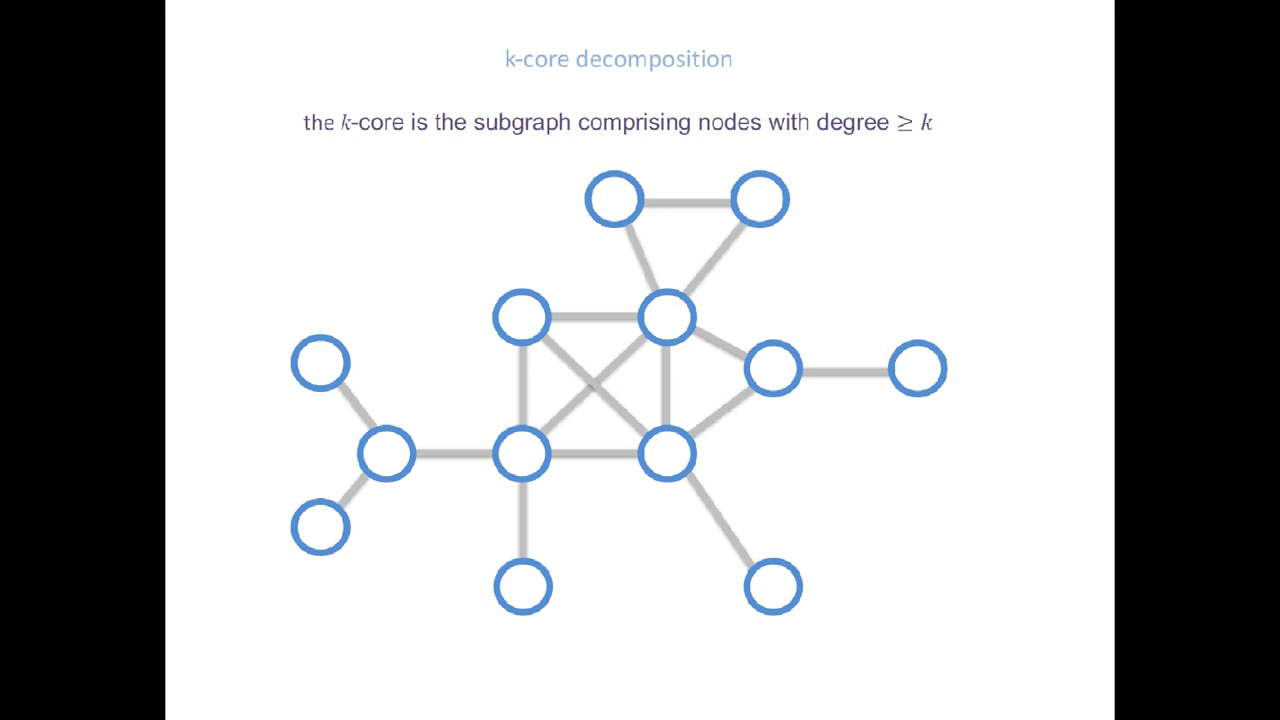 k-core decomposition
the k-core is the subgraph comprising nodes with degree ≥ k